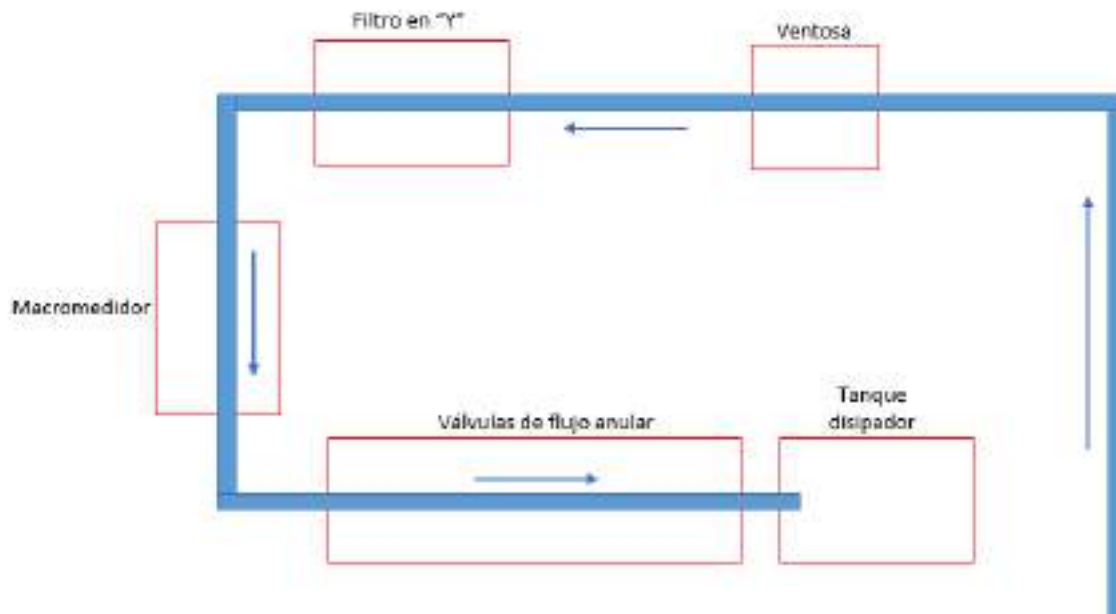 Filtro en “Y”
Ventosa
Macromedidor
Válvulas de flujo anular
Tanque
disipador